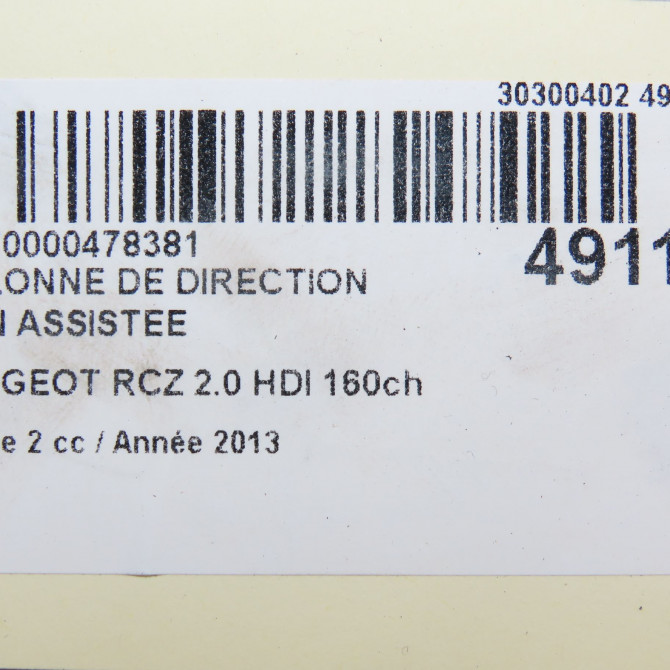 30300402 49
0000478381
4911
LONNE DE DIRECTION
N ASSISTEE
GEOT RCZ 2.0 HDI 160ch
e 2 cc / Année 2013